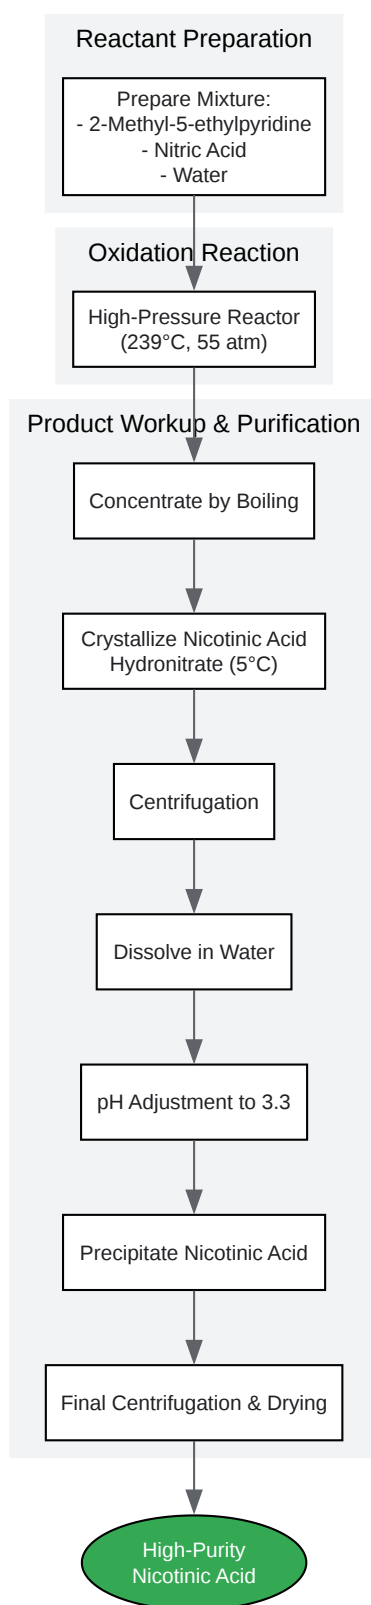 Reactant Preparation
Prepare Mixture:
- 2-Methyl-5-ethylpyridine
- Nitric Acid
- Water
Oxidation Reaction
High-Pressure Reactor
(239°C, 55 atm)
Product Workup & Purification
Concentrate by Boiling
Crystallize Nicotinic Acid
Hydronitrate (5°C)
Centrifugation
Dissolve in Water
pH Adjustment to 3.3
Precipitate Nicotinic Acid
Final Centrifugation & Drying
High-Purity
Nicotinic Acid